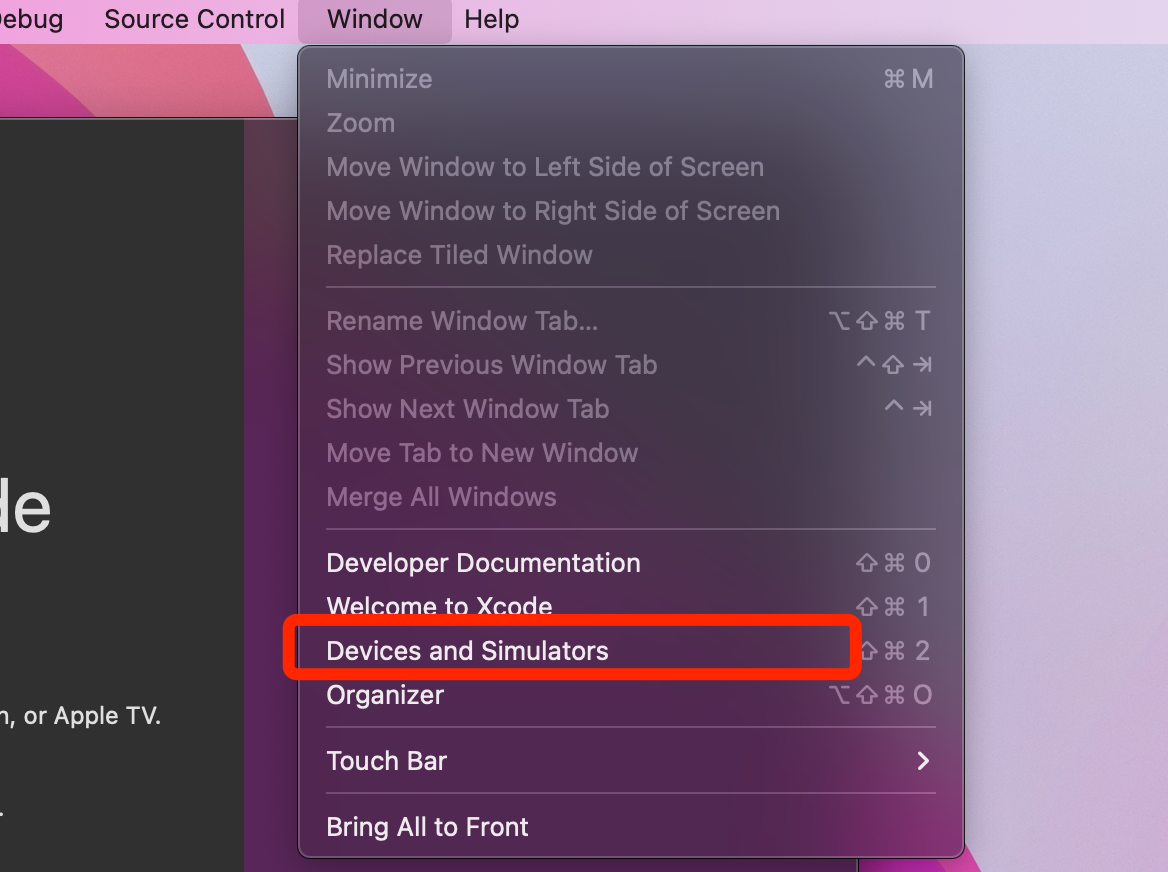 Debug Source Control Window Help
Minimize ⌘ M
Zoom
Move Window to Left Side of Screen
Move Window to Right Side of Screen
Replace Tiled Window
Rename Window Tab... ⌥⇧⌘ T
Show Previous Window Tab ^⇧⇥
Show Next Window Tab ^⇥
Move Tab to New Window
Merge All Windows
de
Developer Documentation ⇧⌘ 0
Welcome to Xcode ⇧⌘ 1
Devices and Simulators ⇧⌘ 2
Organizer ⌥⇧⌘ O
, or Apple TV.
Touch Bar >
Bring All to Front